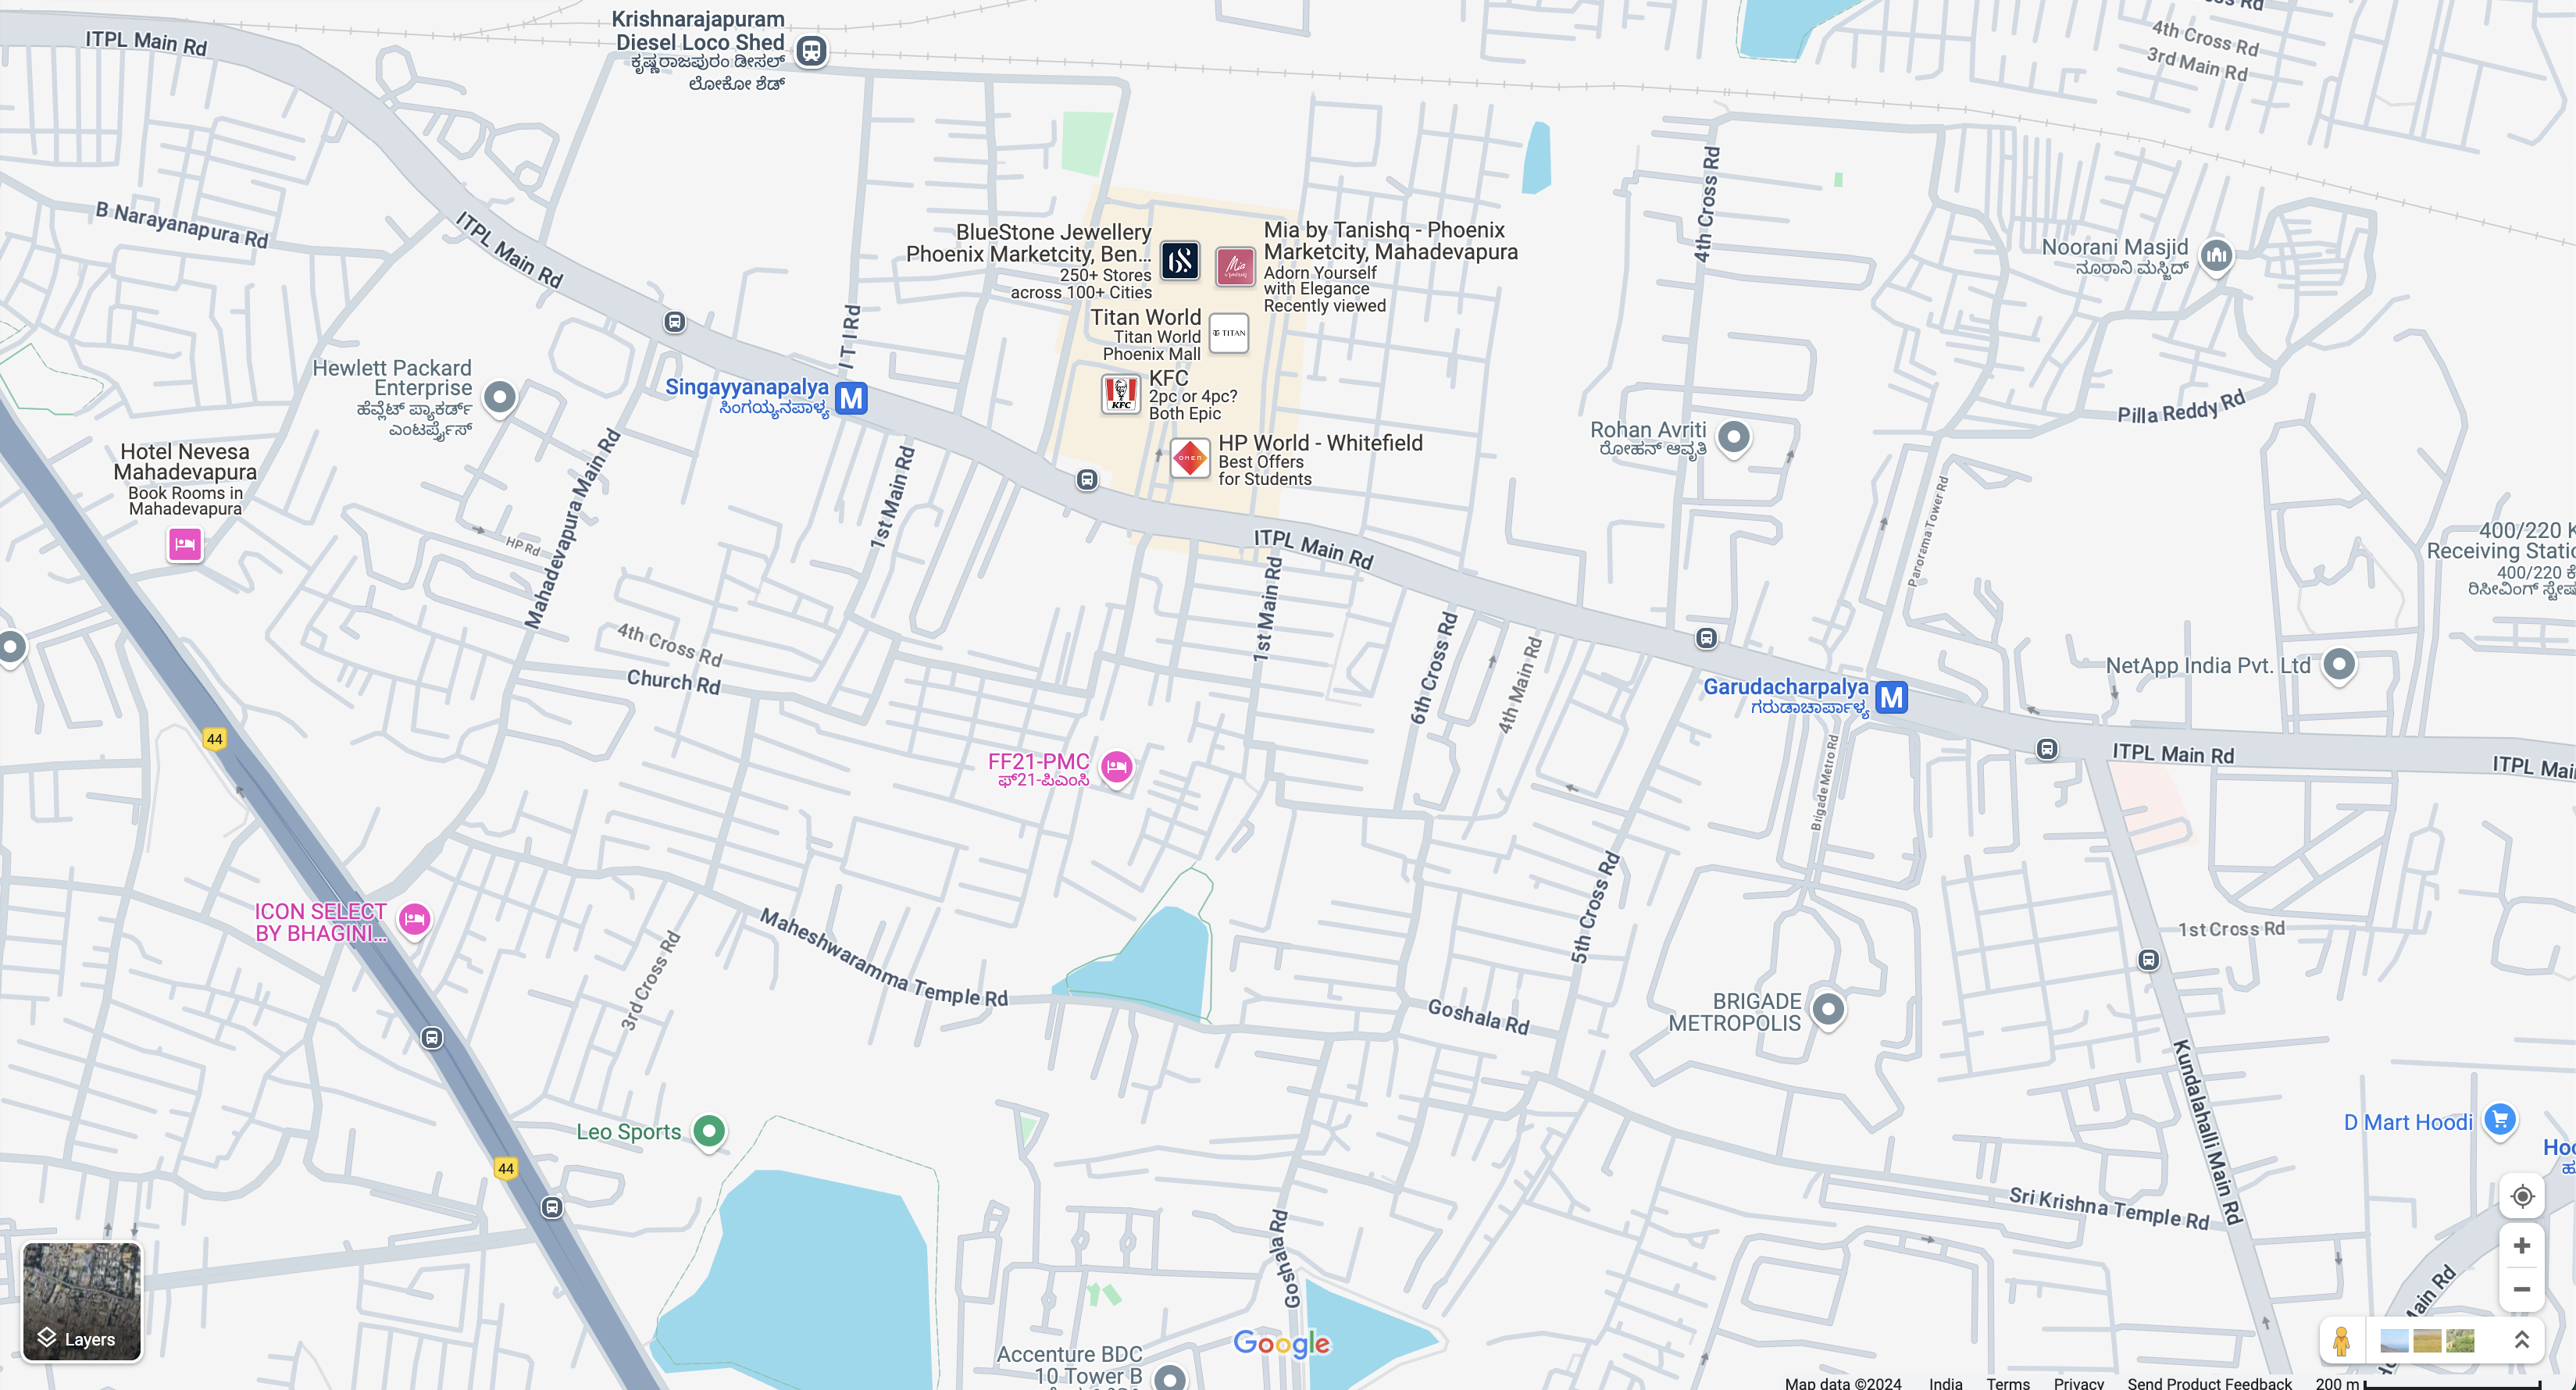 ITPL Main Rd
Krishnarajapuram
Diesel Loco Shed
ಕೃಷ್ಣರಾಜಪುರಂ ಡೀಸಲ್
ಲೋಕೋ ಶೆಡ್
4th Cross Rd
3rd Main Rd
B Narayanapura Rd
ITPL Main Rd
BlueStone Jewellery
Phoenix Marketcity, Ben...
250+ Stores
across 100+ Cities
Mia by Tanishq - Phoenix
Marketcity, Mahadevapura
Adorn Yourself
with Elegance
Recently viewed
4th Cross Rd
Noorani Masjid
ನೂರಾನಿ ಮಸ್ಜಿದ್
Titan World
Titan World
Phoenix Mall
TITAN
I T I Rd
Hewlett Packard
Enterprise
ಹೆವ್ಲೆಟ್ ಪ್ಯಾಕರ್ಡ್
ಎಂಟರ್ಪ್ರೈಸ್
Singayyanapalya
ಸಿಂಗಯ್ಯನಪಾಳ್ಯ
M
KFC
KFC
2pc or 4pc?
Both Epic
Pilla Reddy Rd
Hotel Nevesa
Mahadevapura
Book Rooms in
Mahadevapura
OMEN
HP World - Whitefield
Best Offers
for Students
Rohan Avriti
ರೋಹನ್ ಆವೃತಿ
Mahadevapura Main Rd
1st Main Rd
HP Rd
ITPL Main Rd
Panorema Tower Rd
400/220 K
Receiving Static
400/220 ಕೆ
4th Cross Rd
Church Rd
1st Main Rd
6th Cross Rd
4th Main Rd
Garudacharpalya
ಗರುಡಾಚಾರ್ಪಾಳ್ಯ
M
NetApp India Pvt. Ltd
44
FF21-PMC
ಫ್21-ಪಿಎಂಸಿ
Brigade Metro Rd
ITPL Main Rd
ITPL Mai
ICON SELECT
BY BHAGINI...
5th Cross Rd
Maheshwaramma Temple Rd
3rd Cross Rd
1st Cross Rd
Goshala Rd
BRIGADE
METROPOLIS
Kundalahalli Main Rd
Leo Sports
44
D Mart Hoodi
Hoo
Sri Krishna Temple Rd
Goshala Rd
Main Rd
Layers
Google
Accenture BDC
10 Tower B
Map data ©2024 India Terms Privacy Send Product Feedback 200 m